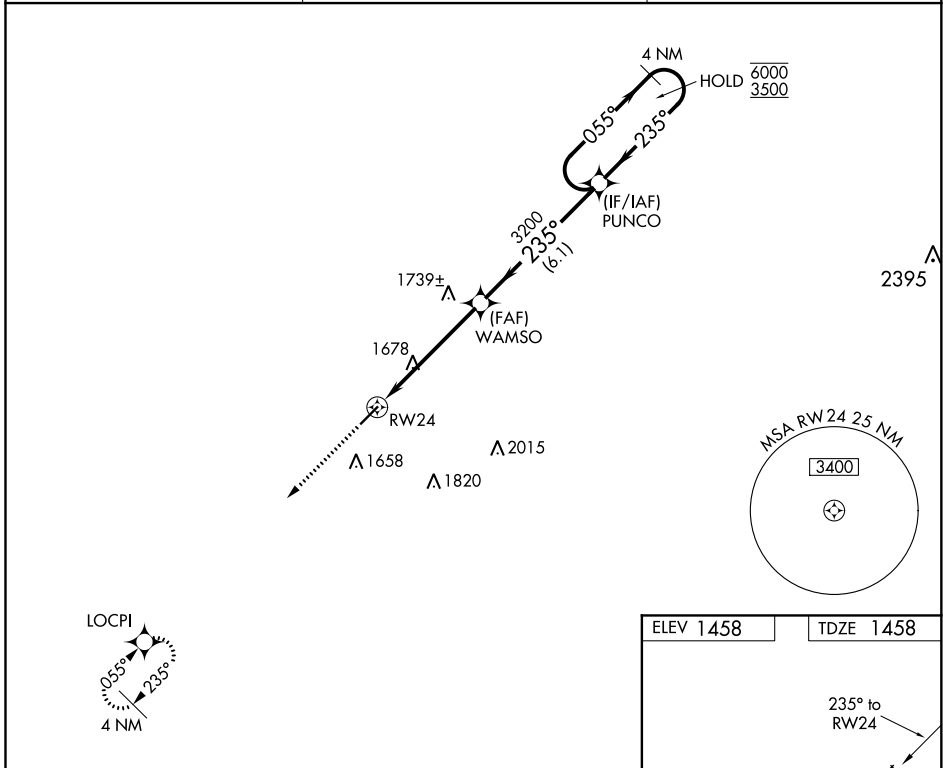 4 NM
HOLD 6000
3500
055°
235°
(IF/IAF)
PUNCO
3200
235°
(6.1)
2395
1739±
(FAF)
WAMSO
1678
RW24
MSA RW24 25 NM
3400
2015
1658
1820
LOCPI
055°
235°
4 NM
ELEV 1458 TDZE 1458
235° to
RW24